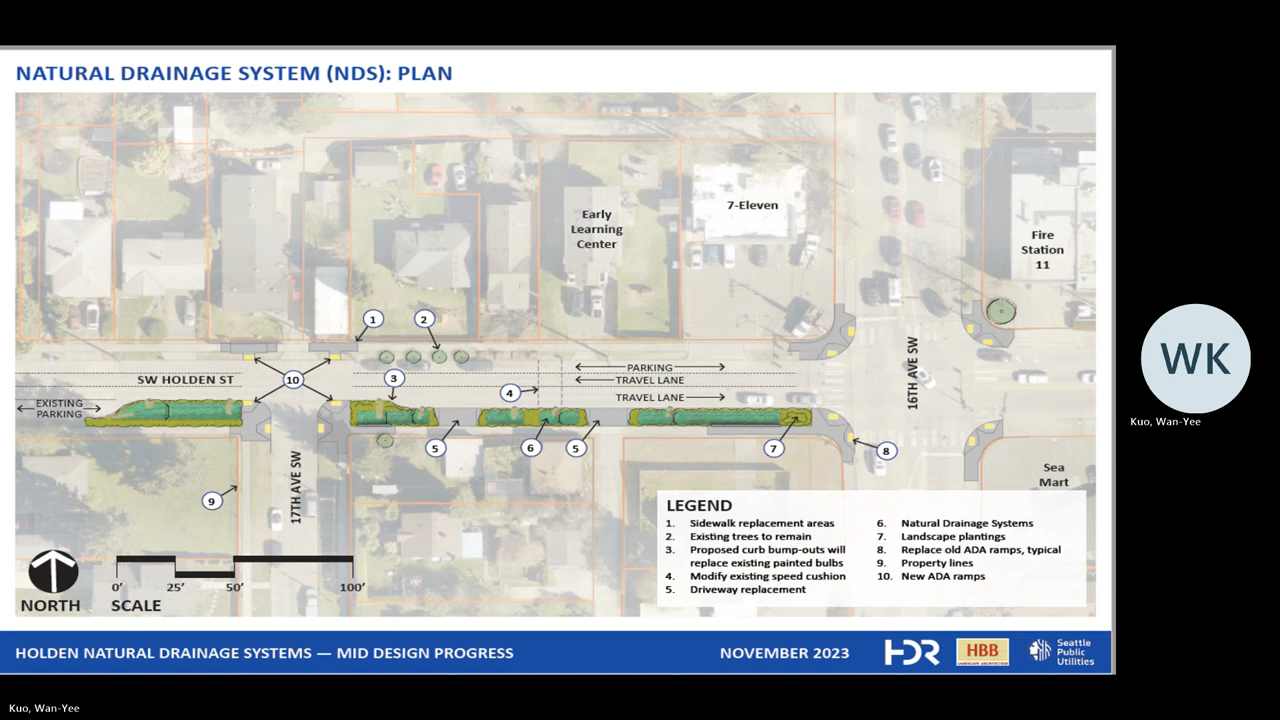 NATURAL DRAINAGE SYSTEM (NDS): PLAN
7-Eleven
Early
Learning
Center
Fire
Station
11
1
2
PARKING
SW HOLDEN ST
10
3
TRAVEL LANE
4
TRAVEL LANE
EXISTING
PARKING
16TH AVE SW
5
6
5
7
8
9
17TH AVE SW
Sea
Mart
LEGEND
1. Sidewalk replacement areas
2. Existing trees to remain
3. Proposed curb bump-outs will
replace existing painted bulbs
4. Modify existing speed cushion
5. Driveway replacement
6. Natural Drainage Systems
7. Landscape plantings
8. Replace old ADA ramps, typical
9. Property lines
10. New ADA ramps
0' 25' 50' 100'
NORTH SCALE
HOLDEN NATURAL DRAINAGE SYSTEMS — MID DESIGN PROGRESS
NOVEMBER 2023
HDR
HBB
LANDSCAPE ARCHITECTURE
Seattle
Public
Utilities
WK
Kuo, Wan-Yee
Kuo, Wan-Yee